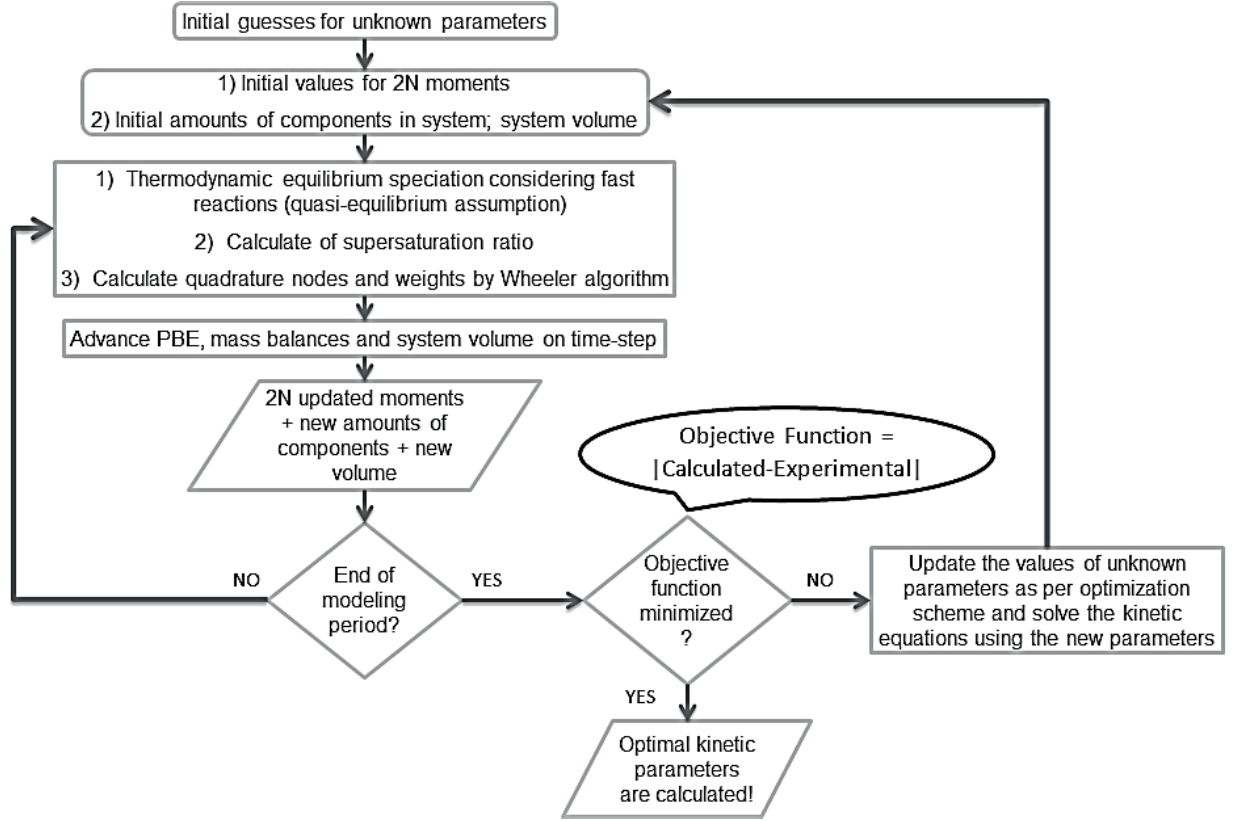 Initial guesses for unknown parameters
1) Initial values for 2N moments
2) Initial amounts of components in system; system volume
1) Thermodynamic equilibrium speciation considering fast
reactions (quasi-equilibrium assumption)
2) Calculate of supersaturation ratio
3) Calculate quadrature nodes and weights by Wheeler algorithm
Advance PBE, mass balances and system volume on time-step
2N updated moments
+ new amounts of
components + new
volume
Objective Function =
|Calculated-Experimental|
End of
modeling
period?
NO
YES
Objective
function
minimized
?
NO
YES
Update the values of unknown
parameters as per optimization
scheme and solve the kinetic
equations using the new parameters
Optimal kinetic
parameters
are calculated!